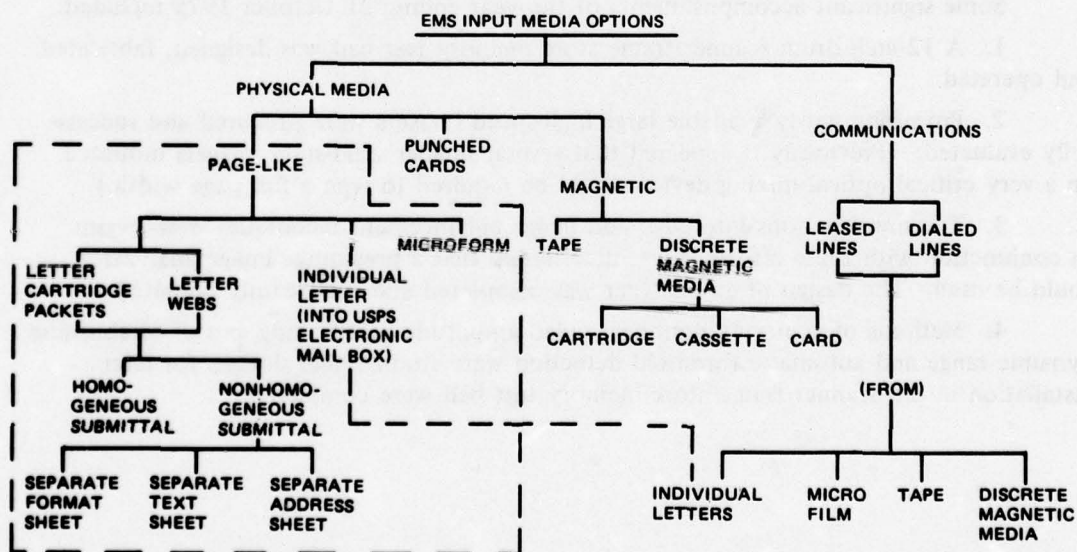 EMS INPUT MEDIA OPTIONS
PHYSICAL MEDIA
COMMUNICATIONS
PUNCHED
CARDS
PAPER
MAGNETIC
LEASED
LINES
DIALED
LINES
MICROFORM
TAPE
DISCRETE
MAGNETIC
MEDIA
LETTER
CARTRIDGE
PACKETS
LETTER
WEBS
INDIVIDUAL
LETTER
(INTO USPS
ELECTRONIC
MAIL BOX)
CARTRIDGE
CASSETTE
CARD
HOMO-
GENEOUS
SUBMITTAL
NONHOMO-
GENEOUS
SUBMITTAL
(FROM)
SEPARATE
FORMAT
SHEET
SEPARATE
TEXT
SHEET
SEPARATE
ADDRESS
SHEET
INDIVIDUAL
LETTERS
MICRO
FILM
TAPE
DISCRETE
MAGNETIC
MEDIA